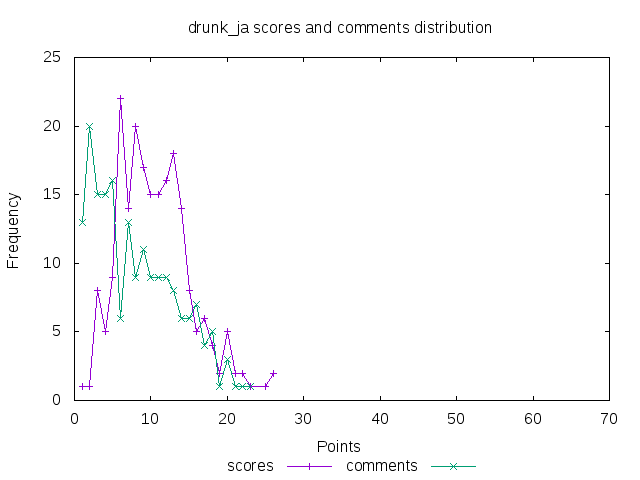 drunk_ja scores and comments distribution
25
20
15
10
5
0
Frequency
0 10 20 30 40 50 60 70
Points
scores comments